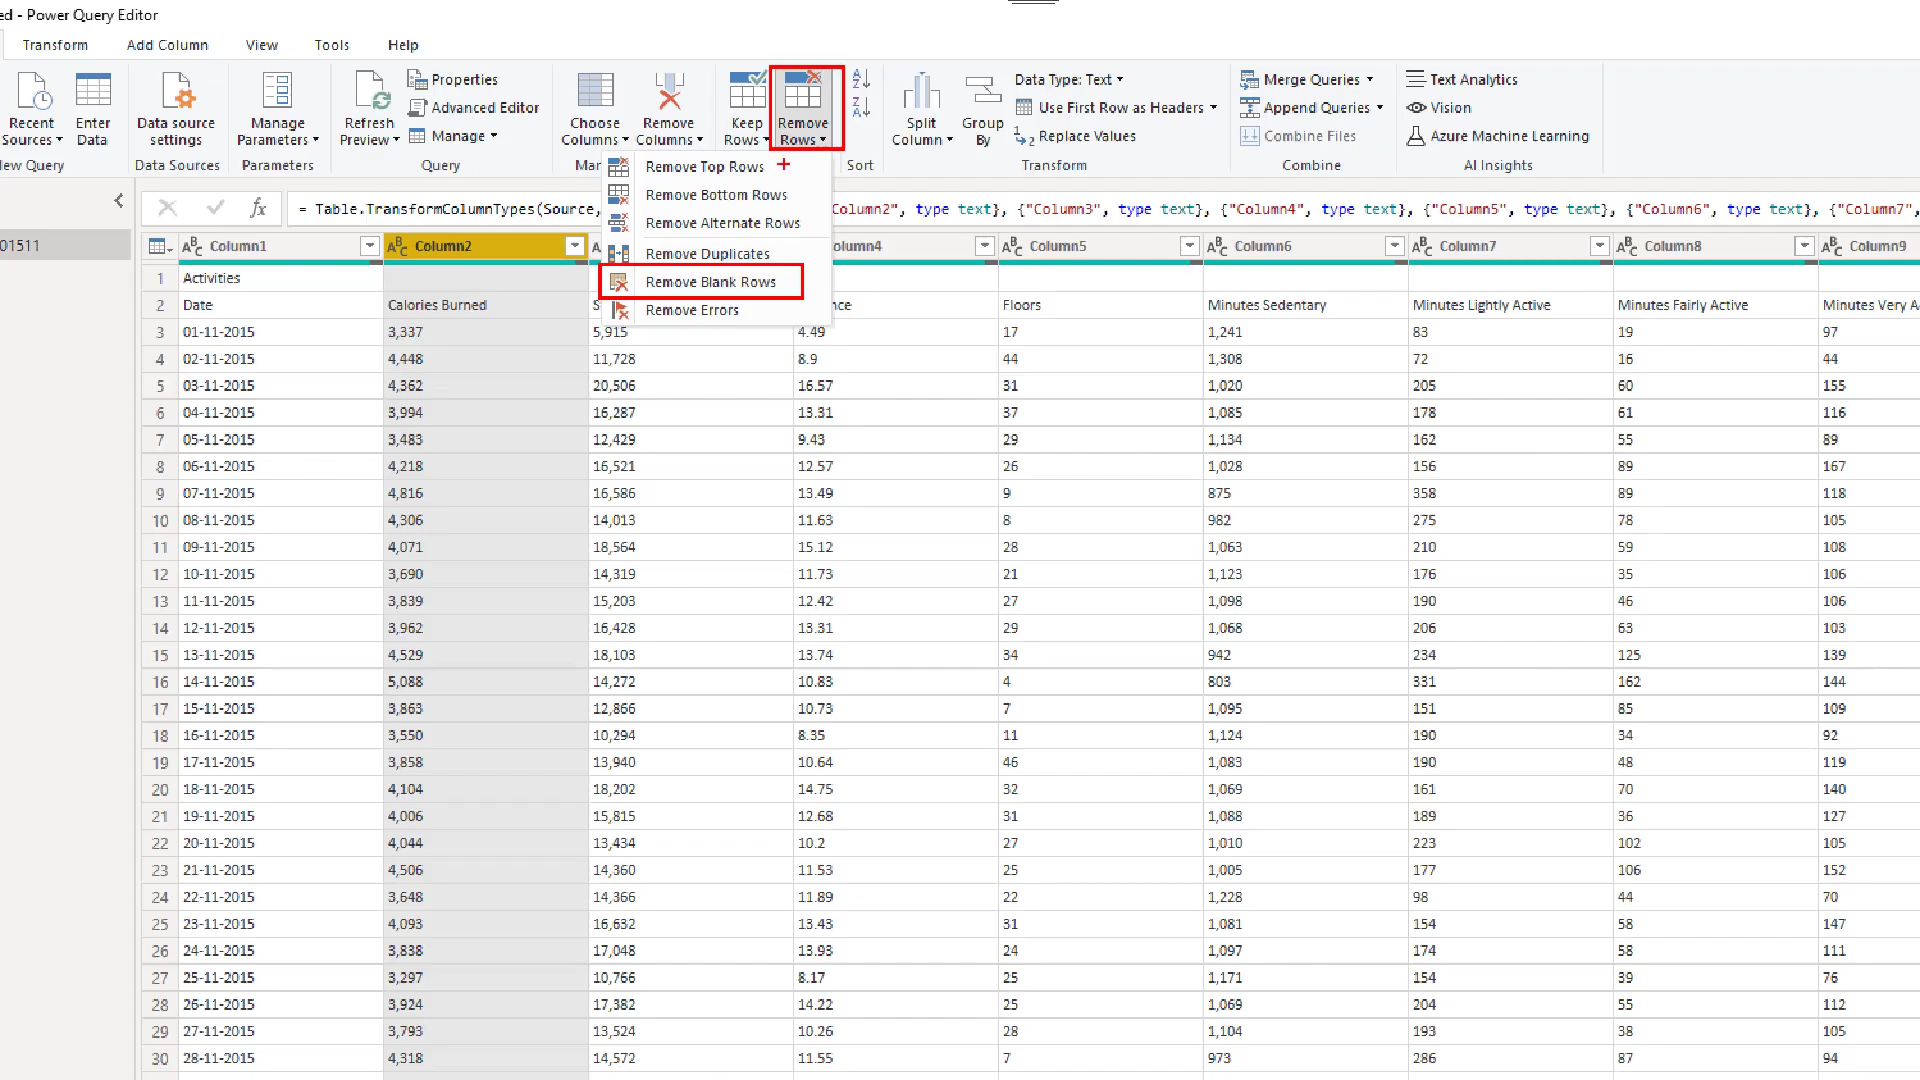 ed - Power Query Editor
Transform Add Column View Tools Help
Recent Sources Enter Data Data source settings Manage Parameters Refresh Preview Properties Advanced Editor Manage Choose Columns Remove Columns Keep Rows Remove Rows Split Column Group By Data Type: Text Use First Row as Headers Replace Values Merge Queries Append Queries Combine Files Text Analytics Vision Azure Machine Learning
ew Query Data Sources Parameters Query Mar Sort Transform Combine AI Insights
Remove Top Rows
Remove Bottom Rows
Remove Alternate Rows
Remove Duplicates
Remove Blank Rows
Remove Errors
fx = Table.TransformColumnTypes(Source, Column2", type text}, {"Column3", type text}, {"Column4", type text}, {"Column5", type text}, {"Column6", type text}, {"Column7",
01511
Column1 Column2 olumn4 Column5 Column6 Column7 Column8 Column9
1 Activities
2 Date Calories Burned S nce Floors Minutes Sedentary Minutes Lightly Active Minutes Fairly Active Minutes Very A
3 01-11-2015 3,337 5,915 4.49 17 1,241 83 19 97
4 02-11-2015 4,448 11,728 8.9 44 1,308 72 16 44
5 03-11-2015 4,362 20,506 16.57 31 1,020 205 60 155
6 04-11-2015 3,994 16,287 13.31 37 1,085 178 61 116
7 05-11-2015 3,483 12,429 9.43 29 1,134 162 55 89
8 06-11-2015 4,218 16,521 12.57 26 1,028 156 89 167
9 07-11-2015 4,816 16,586 13.49 9 875 358 89 118
10 08-11-2015 4,306 14,013 11.63 8 982 275 78 105
11 09-11-2015 4,071 18,564 15.12 28 1,063 210 59 108
12 10-11-2015 3,690 14,319 11.73 21 1,123 176 35 106
13 11-11-2015 3,839 15,203 12.42 27 1,098 190 46 106
14 12-11-2015 3,962 16,428 13.31 29 1,068 206 63 103
15 13-11-2015 4,529 18,103 13.74 34 942 234 125 139
16 14-11-2015 5,088 14,272 10.83 4 803 331 162 144
17 15-11-2015 3,863 12,866 10.73 7 1,095 151 85 109
18 16-11-2015 3,550 10,294 8.35 11 1,124 190 34 92
19 17-11-2015 3,858 13,940 10.64 46 1,083 190 48 119
20 18-11-2015 4,104 18,202 14.75 32 1,069 161 70 140
21 19-11-2015 4,006 15,815 12.68 31 1,088 189 36 127
22 20-11-2015 4,044 13,434 10.2 27 1,010 223 102 105
23 21-11-2015 4,506 14,360 11.53 25 1,005 177 106 152
24 22-11-2015 3,648 14,366 11.89 22 1,228 98 44 70
25 23-11-2015 4,093 16,632 13.43 31 1,081 154 58 147
26 24-11-2015 3,838 17,048 13.93 24 1,097 174 58 111
27 25-11-2015 3,297 10,766 8.17 25 1,171 154 39 76
28 26-11-2015 3,924 17,382 14.22 25 1,069 204 55 112
29 27-11-2015 3,793 13,524 10.26 28 1,104 193 38 105
30 28-11-2015 4,318 14,572 11.55 7 973 286 87 94